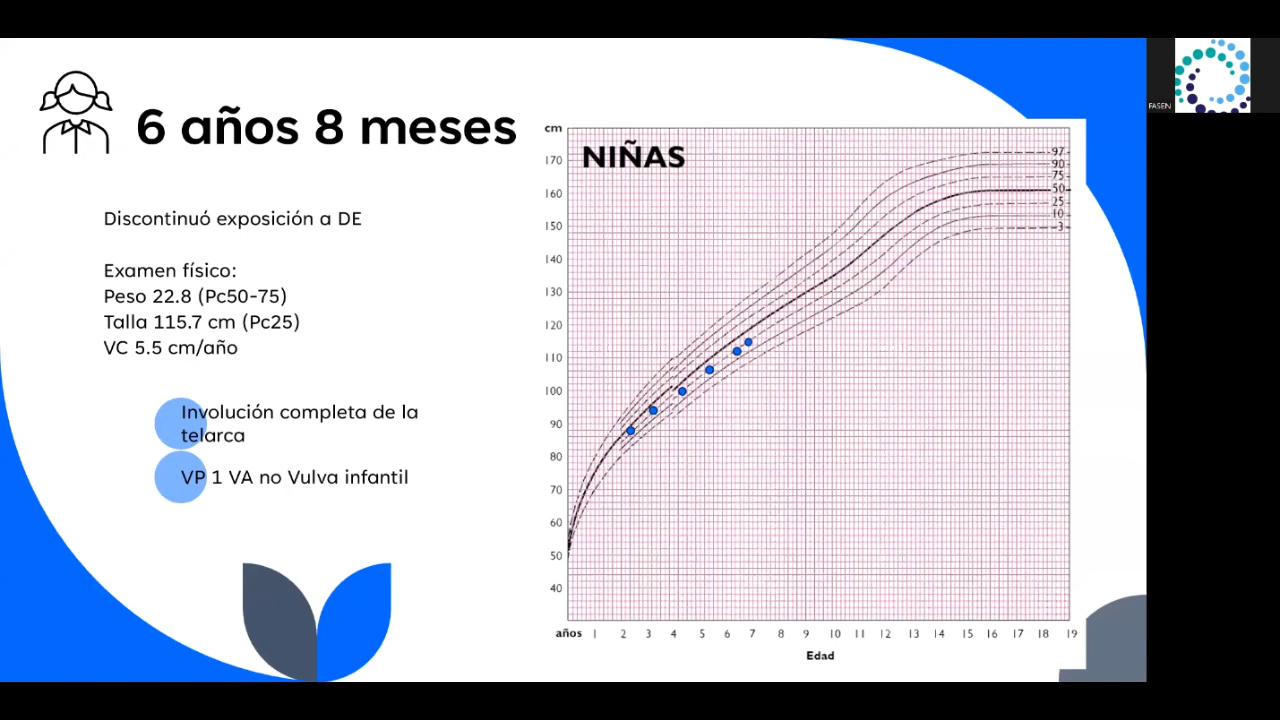 6 años 8 meses
Discontinuó exposición a DE
Examen físico:
Peso 22.8 (Pc50-75)
Talla 115.7 cm (Pc25)
VC 5.5 cm/año
Involución completa de la
telarca
VP 1 VA no Vulva infantil
cm
NIÑAS
170
160
150
140
130
120
110
100
90
80
70
60
50
40
97
90
75
50
25
10
3
años 1 2 3 4 5 6 7 8 9 10 11 12 13 14 15 16 17 18 19
Edad
FASEN